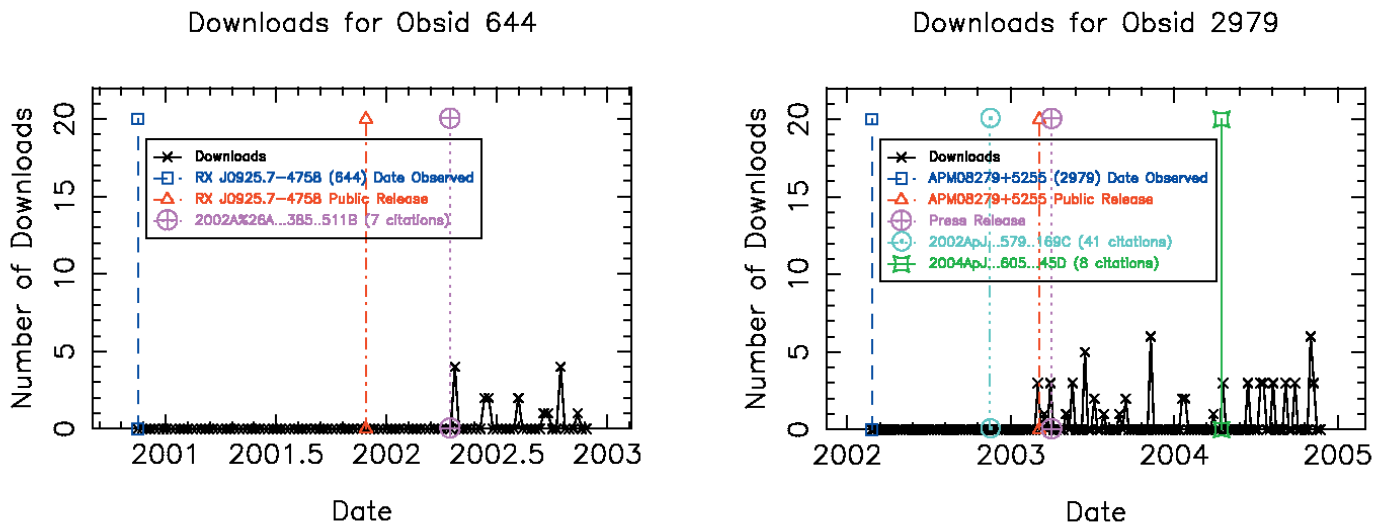 Downloads for Obsid 644
Number of Downloads
20
15
10
5
0
Downloads
RX J0925.7-4758 (644) Date Observed
RX J0925.7-4758 Public Release
2002A%26A...385..511B (7 citations)
2001
2001.5
2002
2002.5
2003
Date
Downloads for Obsid 2979
Number of Downloads
20
15
10
5
0
Downloads
APM08279+5255 (2979) Date Observed
APM08279+5255 Public Release
Press Release
2002ApJ...579..169C (41 citations)
2004ApJ...605...45D (8 citations)
2002
2003
2004
2005
Date